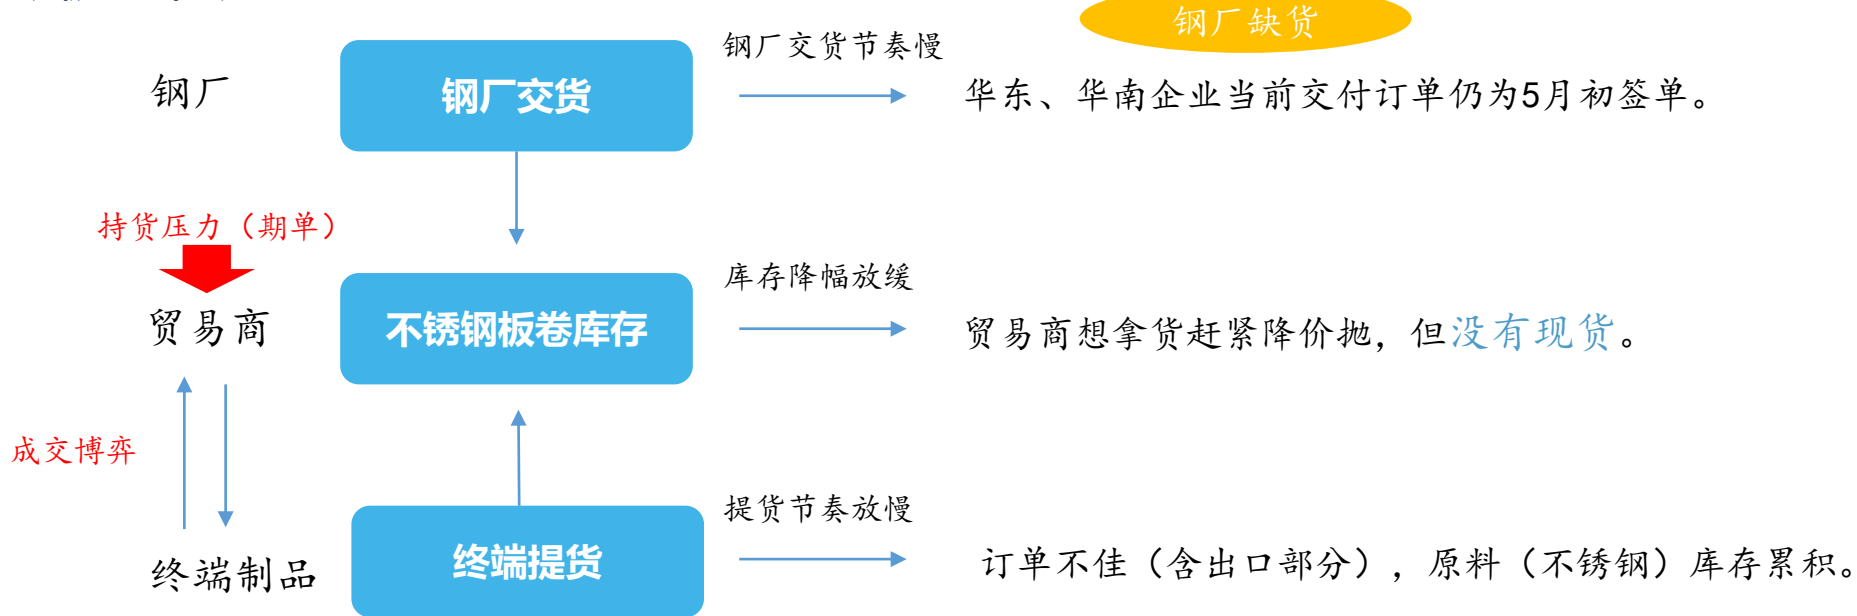 钢厂缺货
钢厂交货节奏慢
钢厂
钢厂交货
华东、华南企业当前交付订单仍为5月初签单。
持货压力（期单）
库存降幅放缓
贸易商
不锈钢板卷库存
贸易商想拿货赶紧降价抛，但没有现货。
成交博弈
提货节奏放慢
终端制品
终端提货
订单不佳（含出口部分），原料（不锈钢）库存累积。